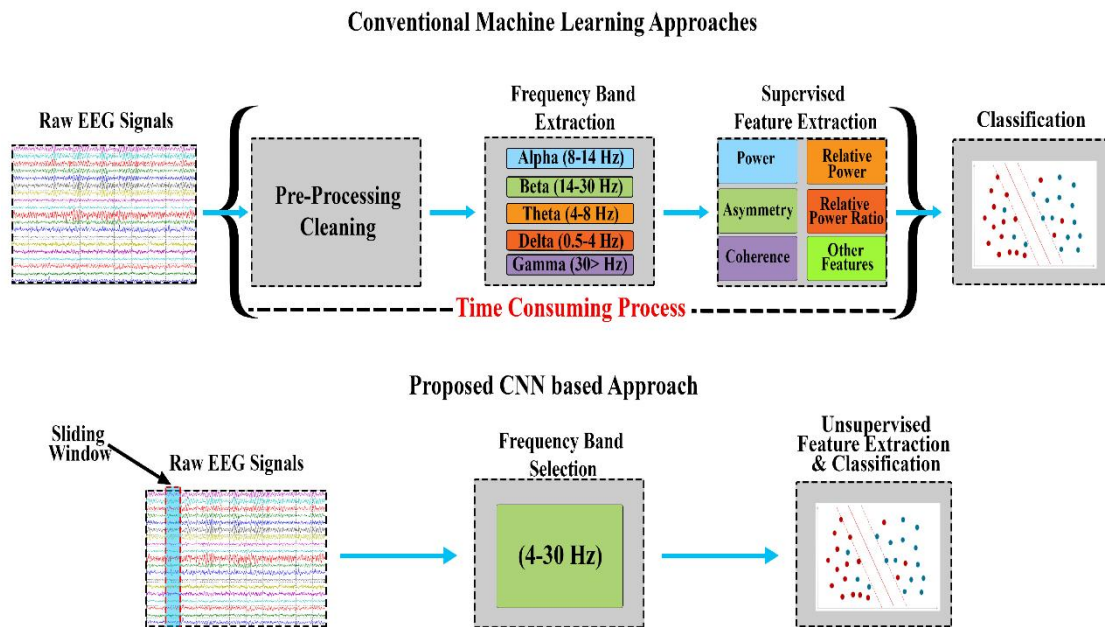 Conventional Machine Learning Approaches
Raw EEG Signals
Pre-Processing
Cleaning
Frequency Band
Extraction
Alpha (8-14 Hz)
Beta (14-30 Hz)
Theta (4-8 Hz)
Delta (0.5-4 Hz)
Gamma (30> Hz)
Supervised
Feature Extraction
Power
Relative
Power
Asymmetry
Relative
Power Ratio
Coherence
Other
Features
Classification
Time Consuming Process
Proposed CNN based Approach
Sliding
Window
Raw EEG Signals
Frequency Band
Selection
(4-30 Hz)
Unsupervised
Feature Extraction
& Classification